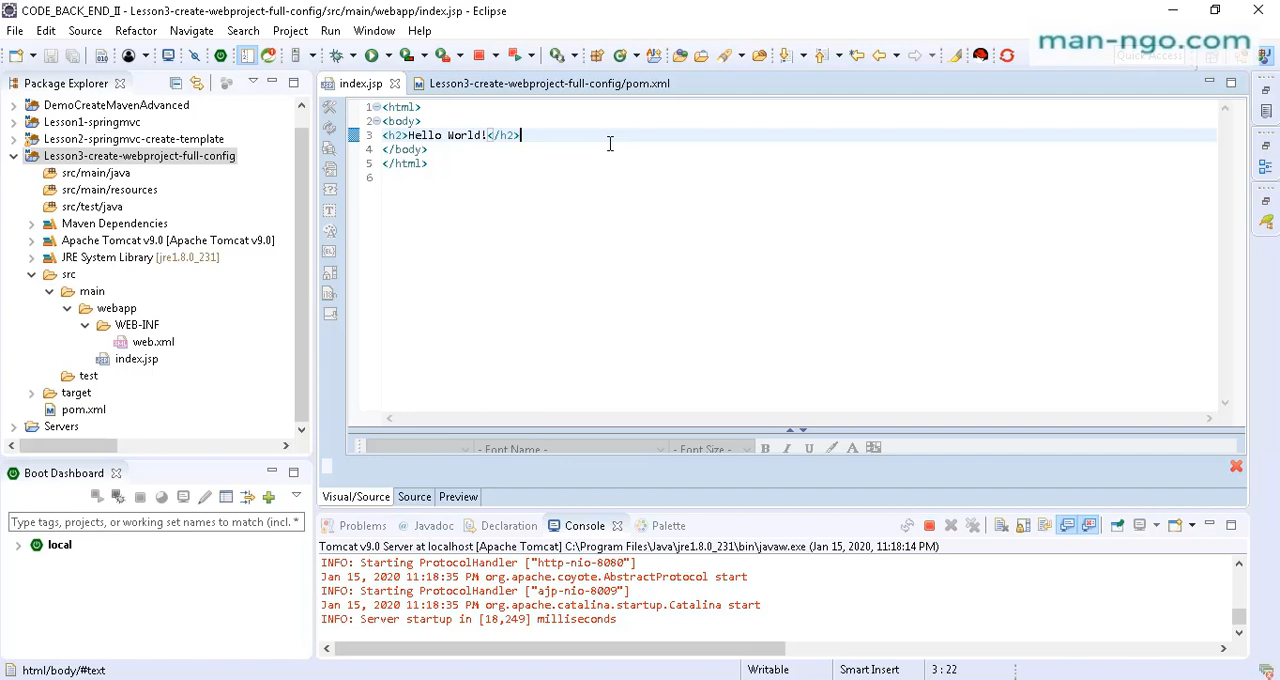 CODE_BACK_END_II - Lesson3-create-webproject-full-config/src/main/webapp/index.jsp - Eclipse
File Edit Source Refactor Navigate Search Project Run Window Help
man-ngo.com
Quick Access
Package Explorer
index.jsp
Lesson3-create-webproject-full-config/pom.xml
DemoCreateMavenAdvanced
Lesson1-springmvc
Lesson2-springmvc-create-template
Lesson3-create-webproject-full-config
src/main/java
src/main/resources
src/test/java
Maven Dependencies
Apache Tomcat v9.0 [Apache Tomcat v9.0]
JRE System Library [jre1.8.0_231]
src
main
webapp
WEB-INF
web.xml
index.jsp
test
target
pom.xml
Servers
1 <html>
2 <body>
3 <h2>Hello World!</h2>
4 </body>
5 </html>
6
- Font Name - - Font Size - B I U A
Visual/Source Source Preview
Boot Dashboard
Type tags, projects, or working set names to match (incl. *
local
Problems Javadoc Declaration Console Palette
Tomcat v9.0 Server at localhost [Apache Tomcat] C:\Program Files\Java\jre1.8.0_231\bin\javaw.exe (Jan 15, 2020, 11:18:14 PM)
INFO: Starting ProtocolHandler ["http-nio-8080"]
Jan 15, 2020 11:18:35 PM org.apache.coyote.AbstractProtocol start
INFO: Starting ProtocolHandler ["ajp-nio-8009"]
Jan 15, 2020 11:18:35 PM org.apache.catalina.startup.Catalina start
INFO: Server startup in [18,249] milliseconds
html/body/#text
Writable
Smart Insert
3 : 22